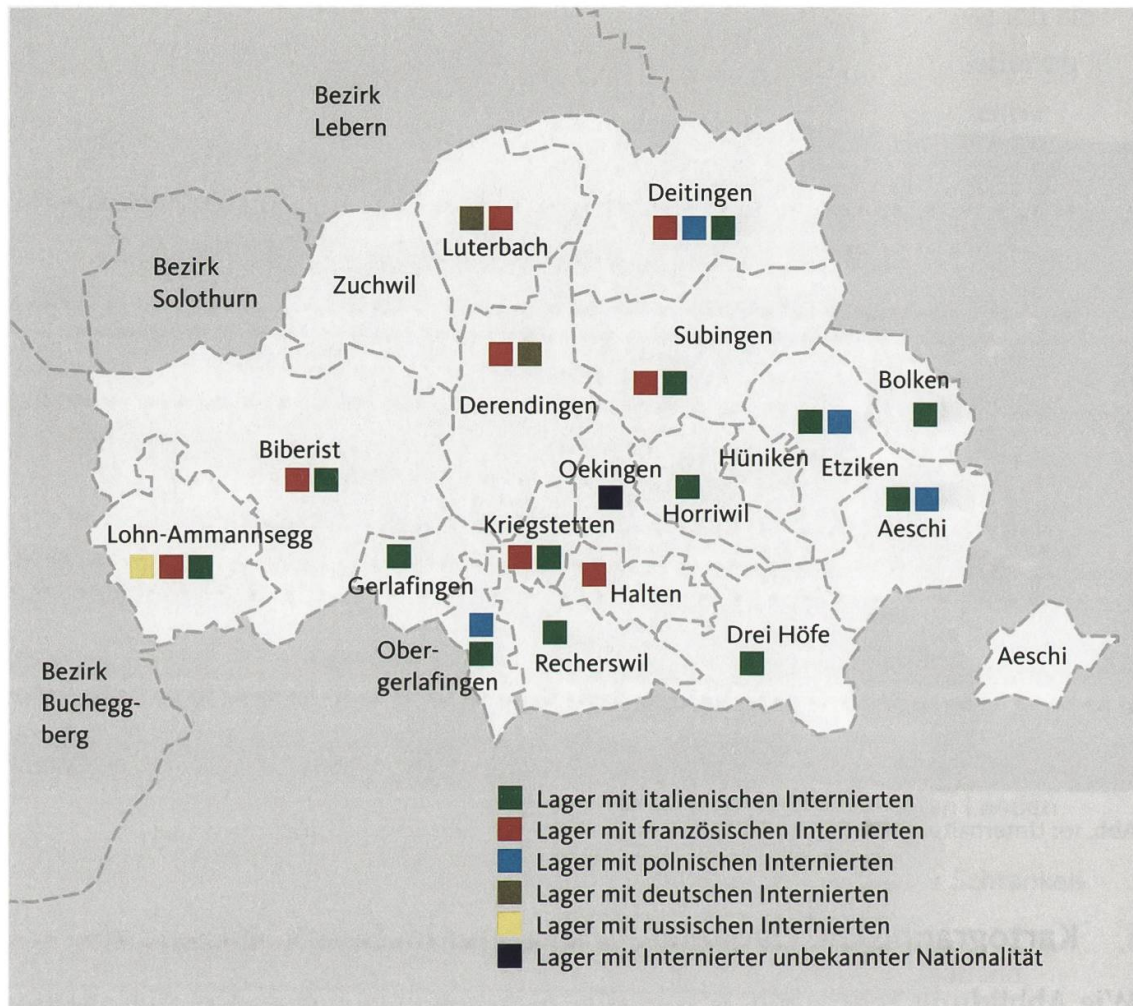 Bezirk
Lebern
Deitingen
Luterbach
Bezirk
Solothurn
Zuchwil
Subingen
Bolken
Derendingen
Biberist
Oekingen
Hüniken
Etziken
Horriwil
Aeschi
Kriegstetten
Lohn-Ammannsegg
Gerlafingen
Halten
Drei Höfe
Ober-
gerlafingen
Recherswil
Aeschi
Bezirk
Bucheg-
berg
Lager mit italienischen Internierten
Lager mit französischen Internierten
Lager mit polnischen Internierten
Lager mit deutschen Internierten
Lager mit russischen Internierten
Lager mit Internierter unbekannter Nationalität